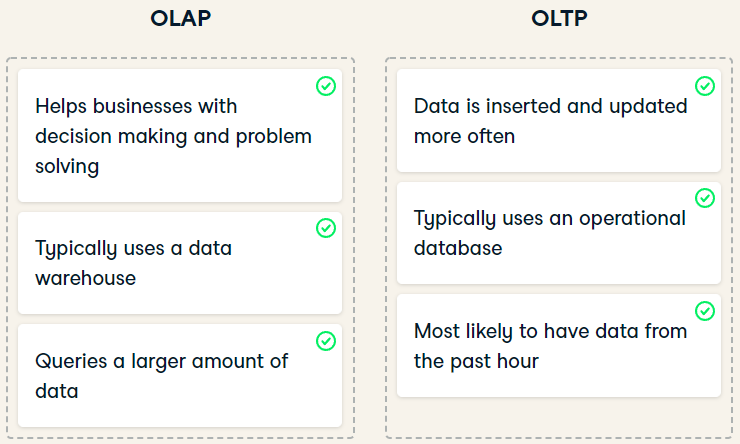 OLAP
Helps businesses with
decision making and problem
solving
Typically uses a data
warehouse
Queries a larger amount of
data
OLTP
Data is inserted and updated
more often
Typically uses an operational
database
Most likely to have data from
the past hour